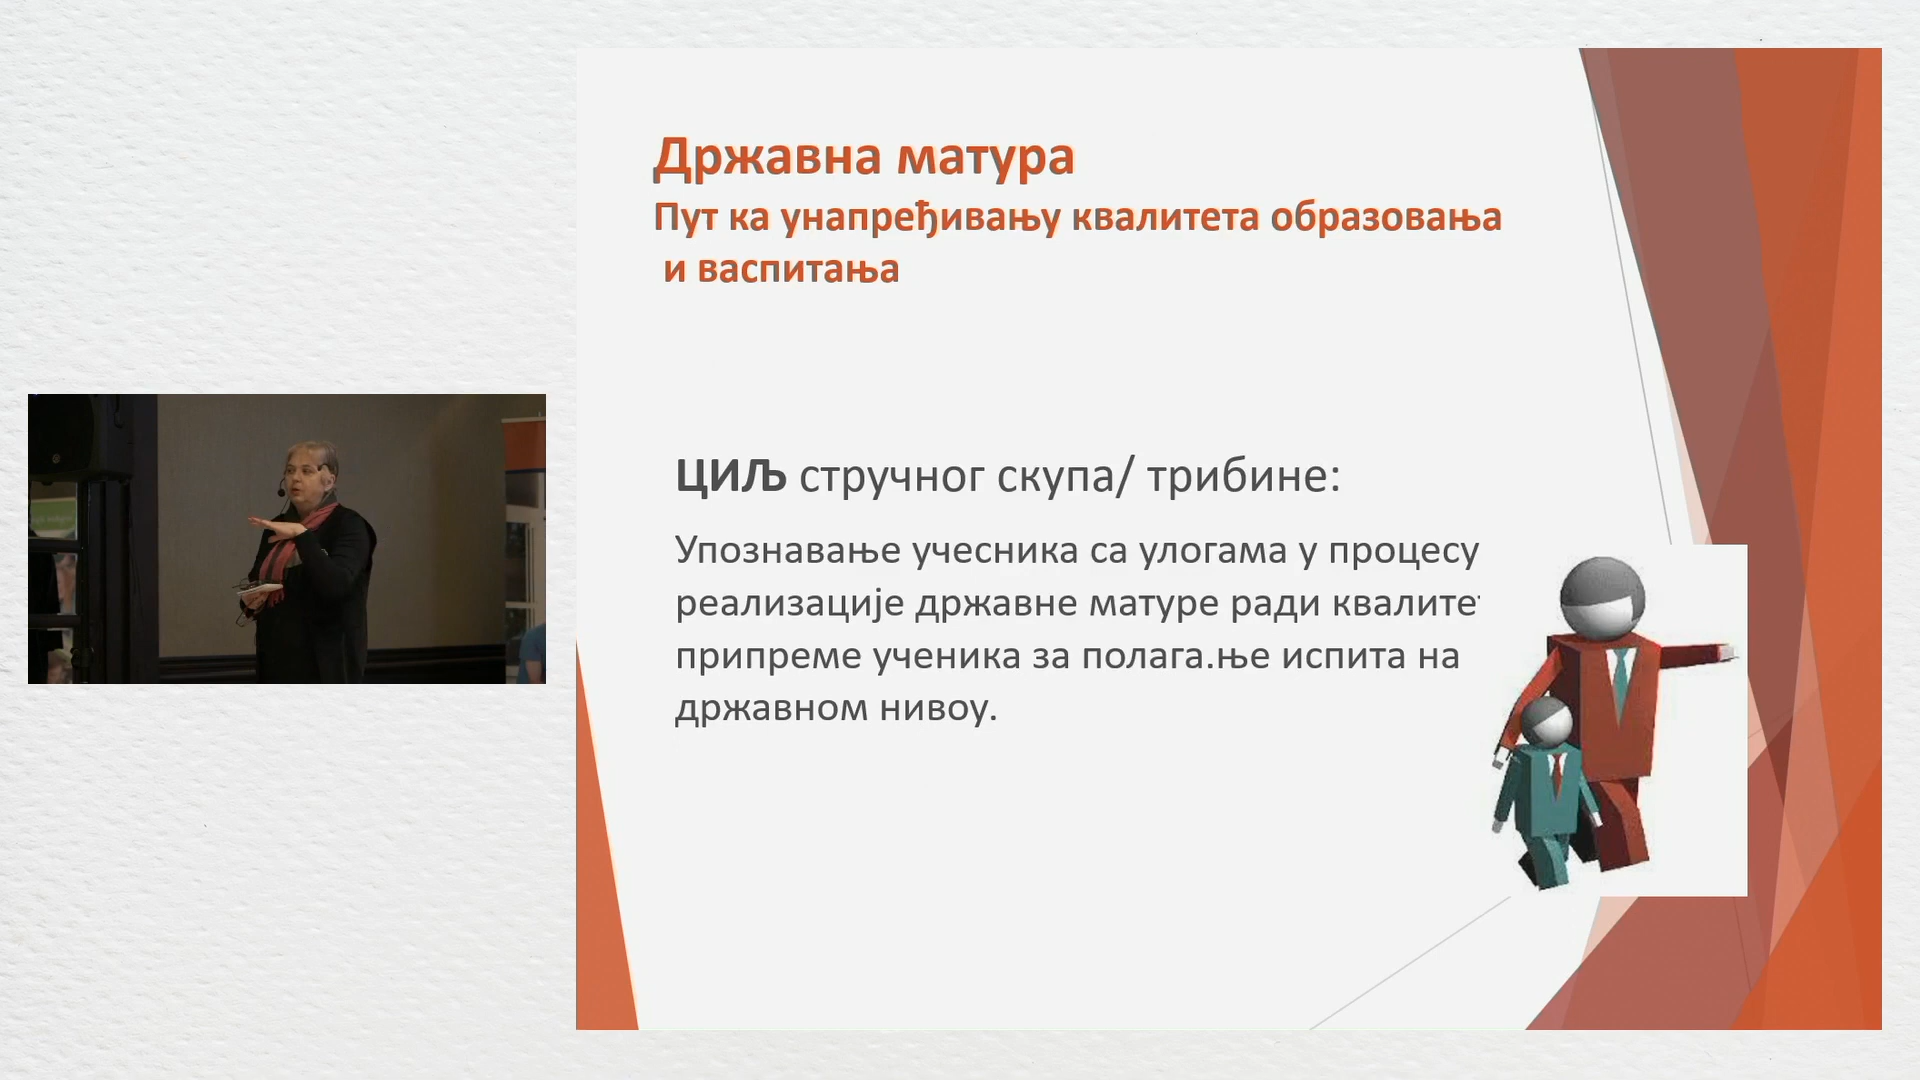 Државна матура
Пут ка унапређивању квалитета образовања
и васпитања
ЦИЉ стручног скупа/ трибине:
Упознавање учесника са улогама у процесу
реализације државне матуре ради
припреме ученика за полага.ње испита на
државном нивоу.